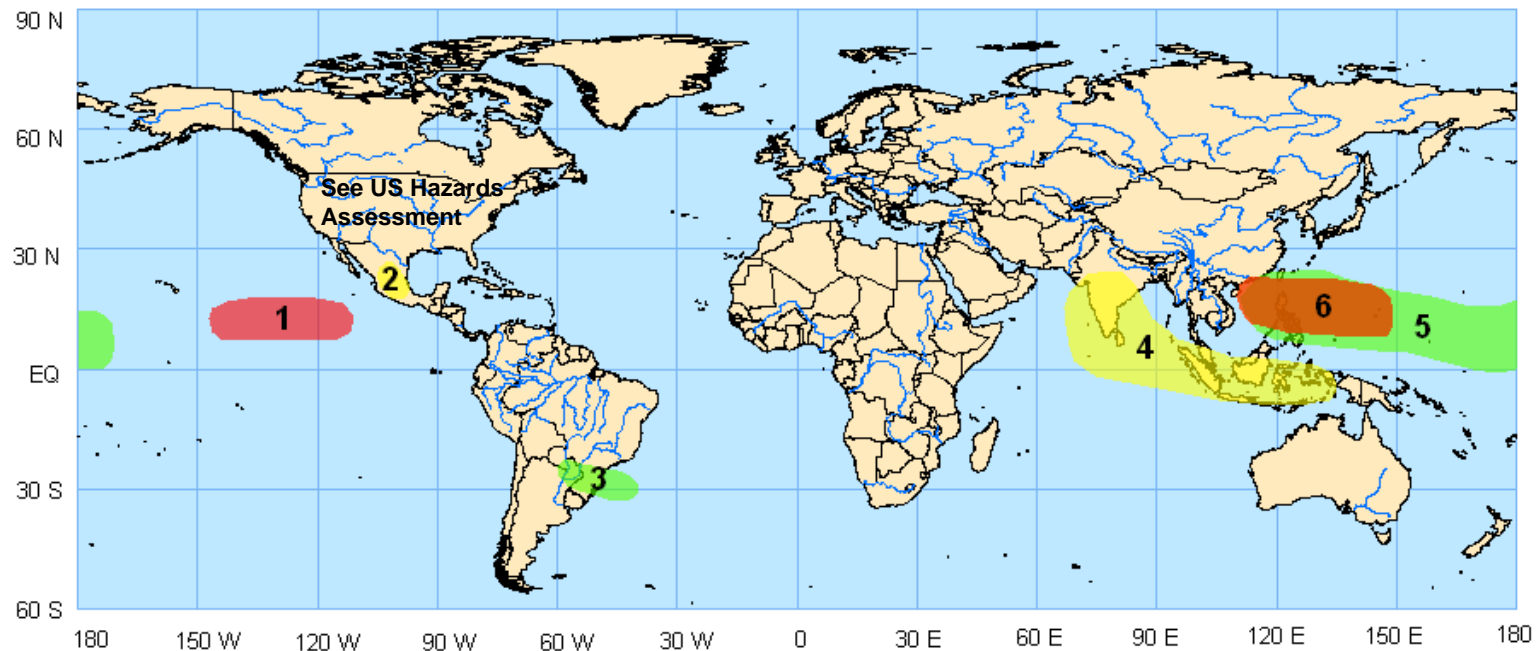 90 N
60 N
30 N
EQ
30 S
60 S
See US Hazards
Assessment
1
2
3
4
5
6
180
150 W
120 W
90 W
60 W
30 W
0
30 E
60 E
90 E
120 E
150 E
180